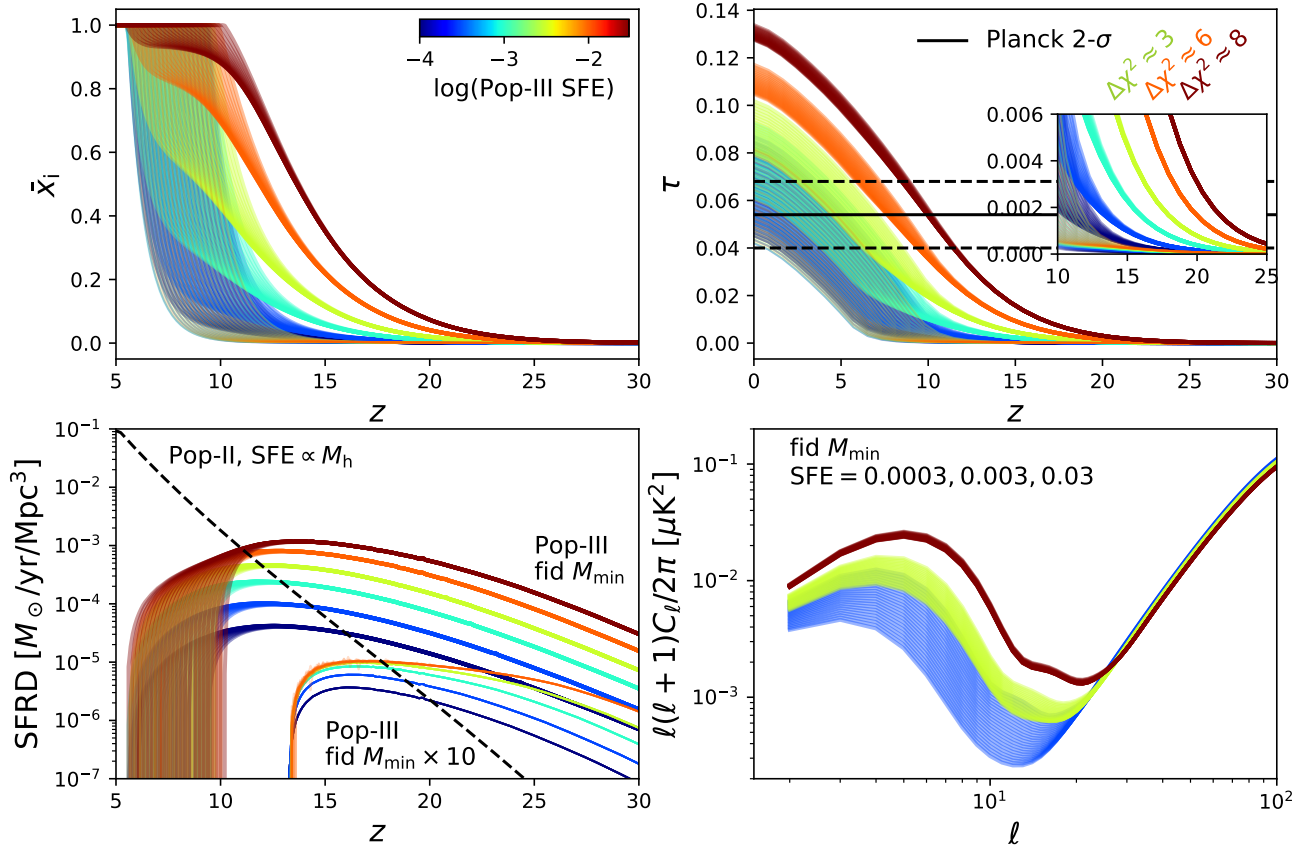 1.0
0.8
0.6
0.4
0.2
0.0
x̄ᵢ
5 10 15 20 25 30
z
−4 −3 −2
log(Pop-III SFE)
0.14
0.12
0.10
0.08
0.06
0.04
0.02
0.00
τ
0 5 10 15 20 25 30
z
Planck 2-σ
Δχ² ≈ 3
Δχ² ≈ 6
Δχ² ≈ 8
0.006
0.004
0.002
0.000
10 15 20 25
10⁻¹
10⁻²
10⁻³
10⁻⁴
10⁻⁵
10⁻⁶
10⁻⁷
SFRD [M⊙/yr/Mpc³]
5 10 15 20 25 30
z
Pop-II, SFE ∝ Mₕ
Pop-III
fid M_min
Pop-III
fid M_min × 10
10⁻¹
10⁻²
10⁻³
ℓ(ℓ + 1)C_ℓ/2π [μK²]
10¹ 10²
ℓ
fid M_min
SFE = 0.0003, 0.003, 0.03